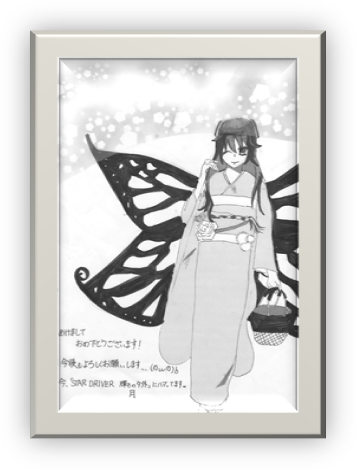 あけまして
おめでとうございます!
今後もよろしくお願いします…(@ω@)
今、"STAR DRIVER 輝きのタクト"にハマってます。
月